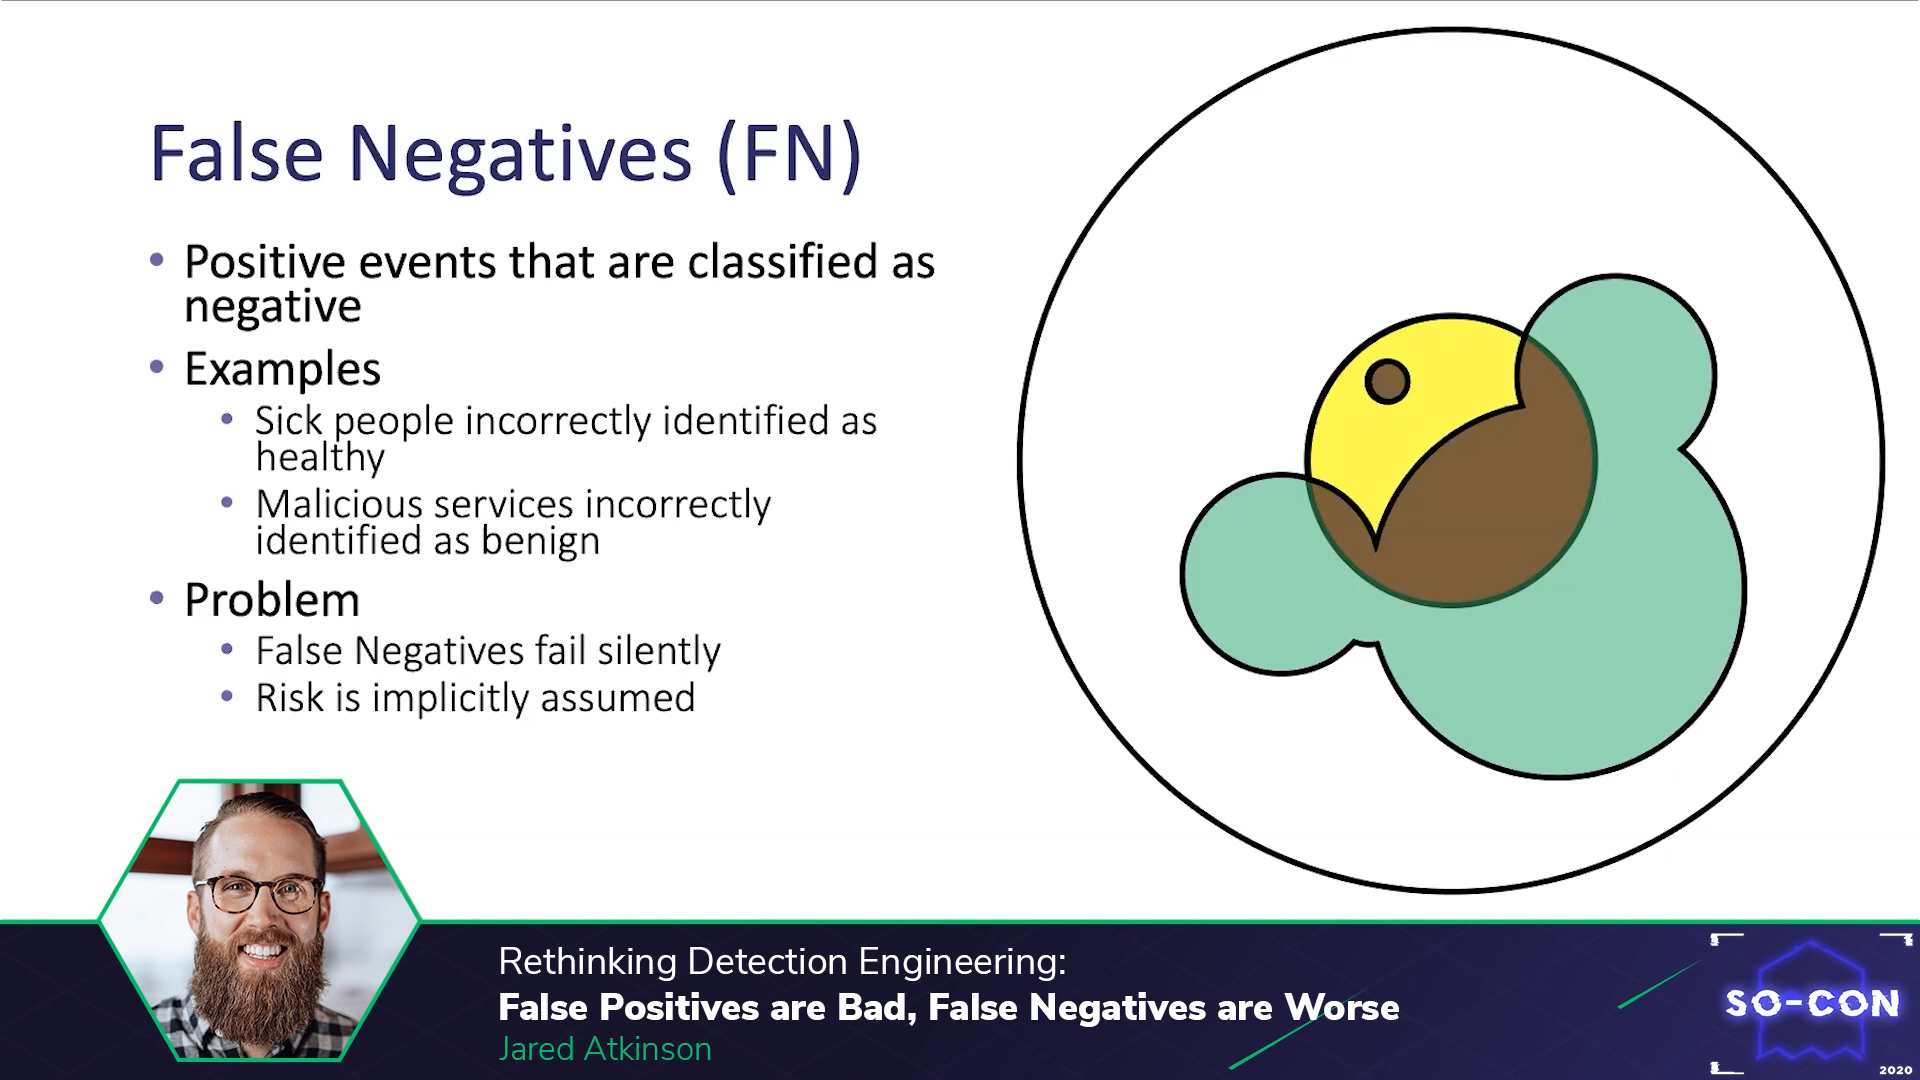 False Negatives (FN)
• Positive events that are classified as
negative
• Examples
• Sick people incorrectly identified as
healthy
• Malicious services incorrectly
identified as benign
• Problem
• False Negatives fail silently
• Risk is implicitly assumed
Rethinking Detection Engineering:
False Positives are Bad, False Negatives are Worse
Jared Atkinson
SO-CON
2020